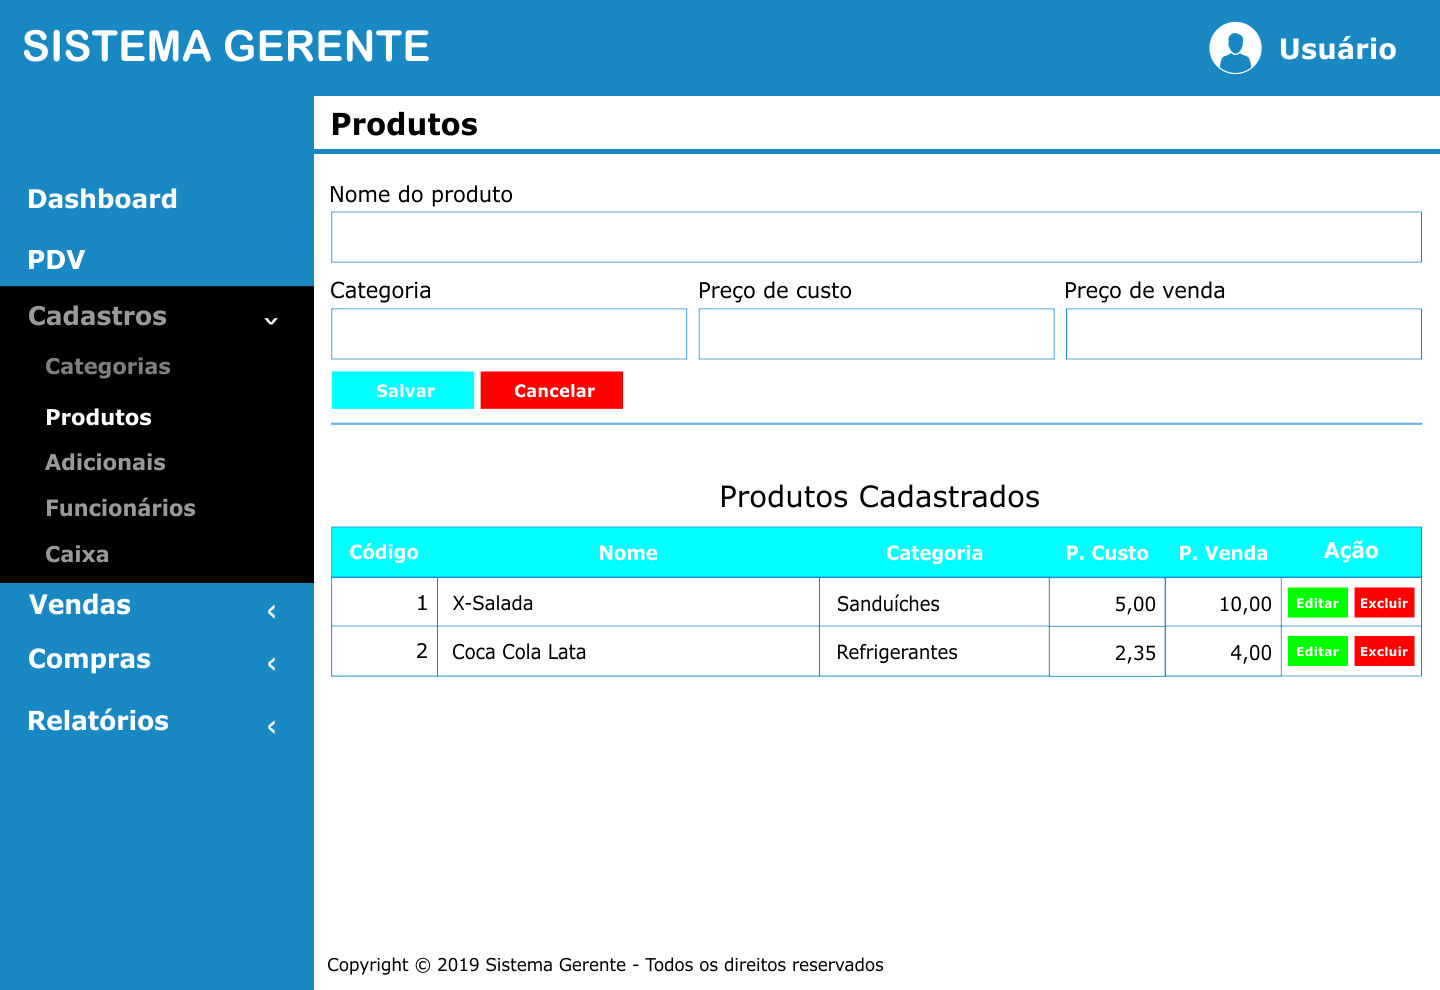 SISTEMA GERENTE
Usuário
Produtos
Dashboard
PDV
Cadastros
Categorias
Produtos
Adicionais
Funcionários
Caixa
Vendas
Compras
Relatórios
Nome do produto
Categoria Preço de custo Preço de venda
Salvar Cancelar
Produtos Cadastrados
Código Nome Categoria P. Custo P. Venda Ação
1 X-Salada Sanduíches 5,00 10,00 Editar Excluir
2 Coca Cola Lata Refrigerantes 2,35 4,00 Editar Excluir
Copyright © 2019 Sistema Gerente - Todos os direitos reservados